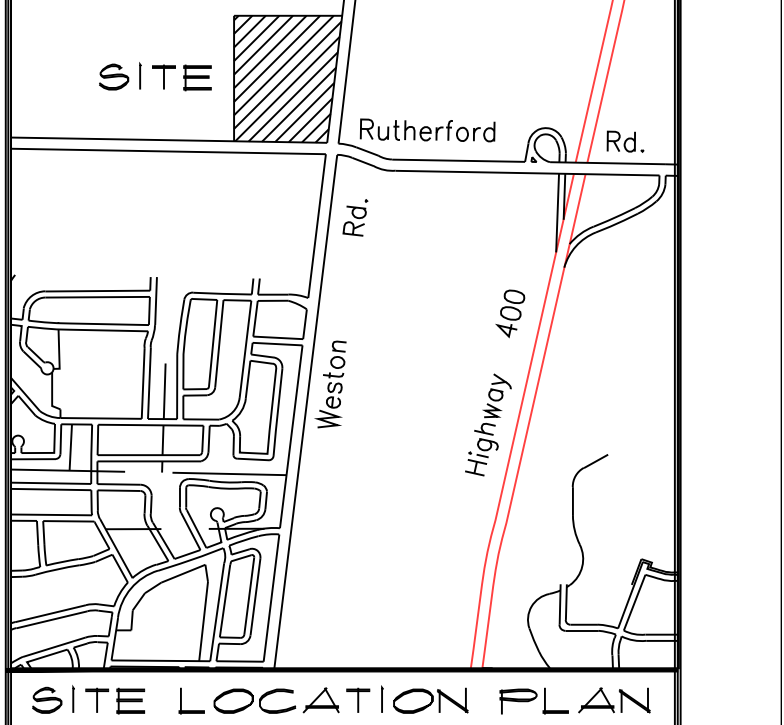 SITE
Rutherford Rd.
Weston Rd.
Highway 400
SITE LOCATION PLAN